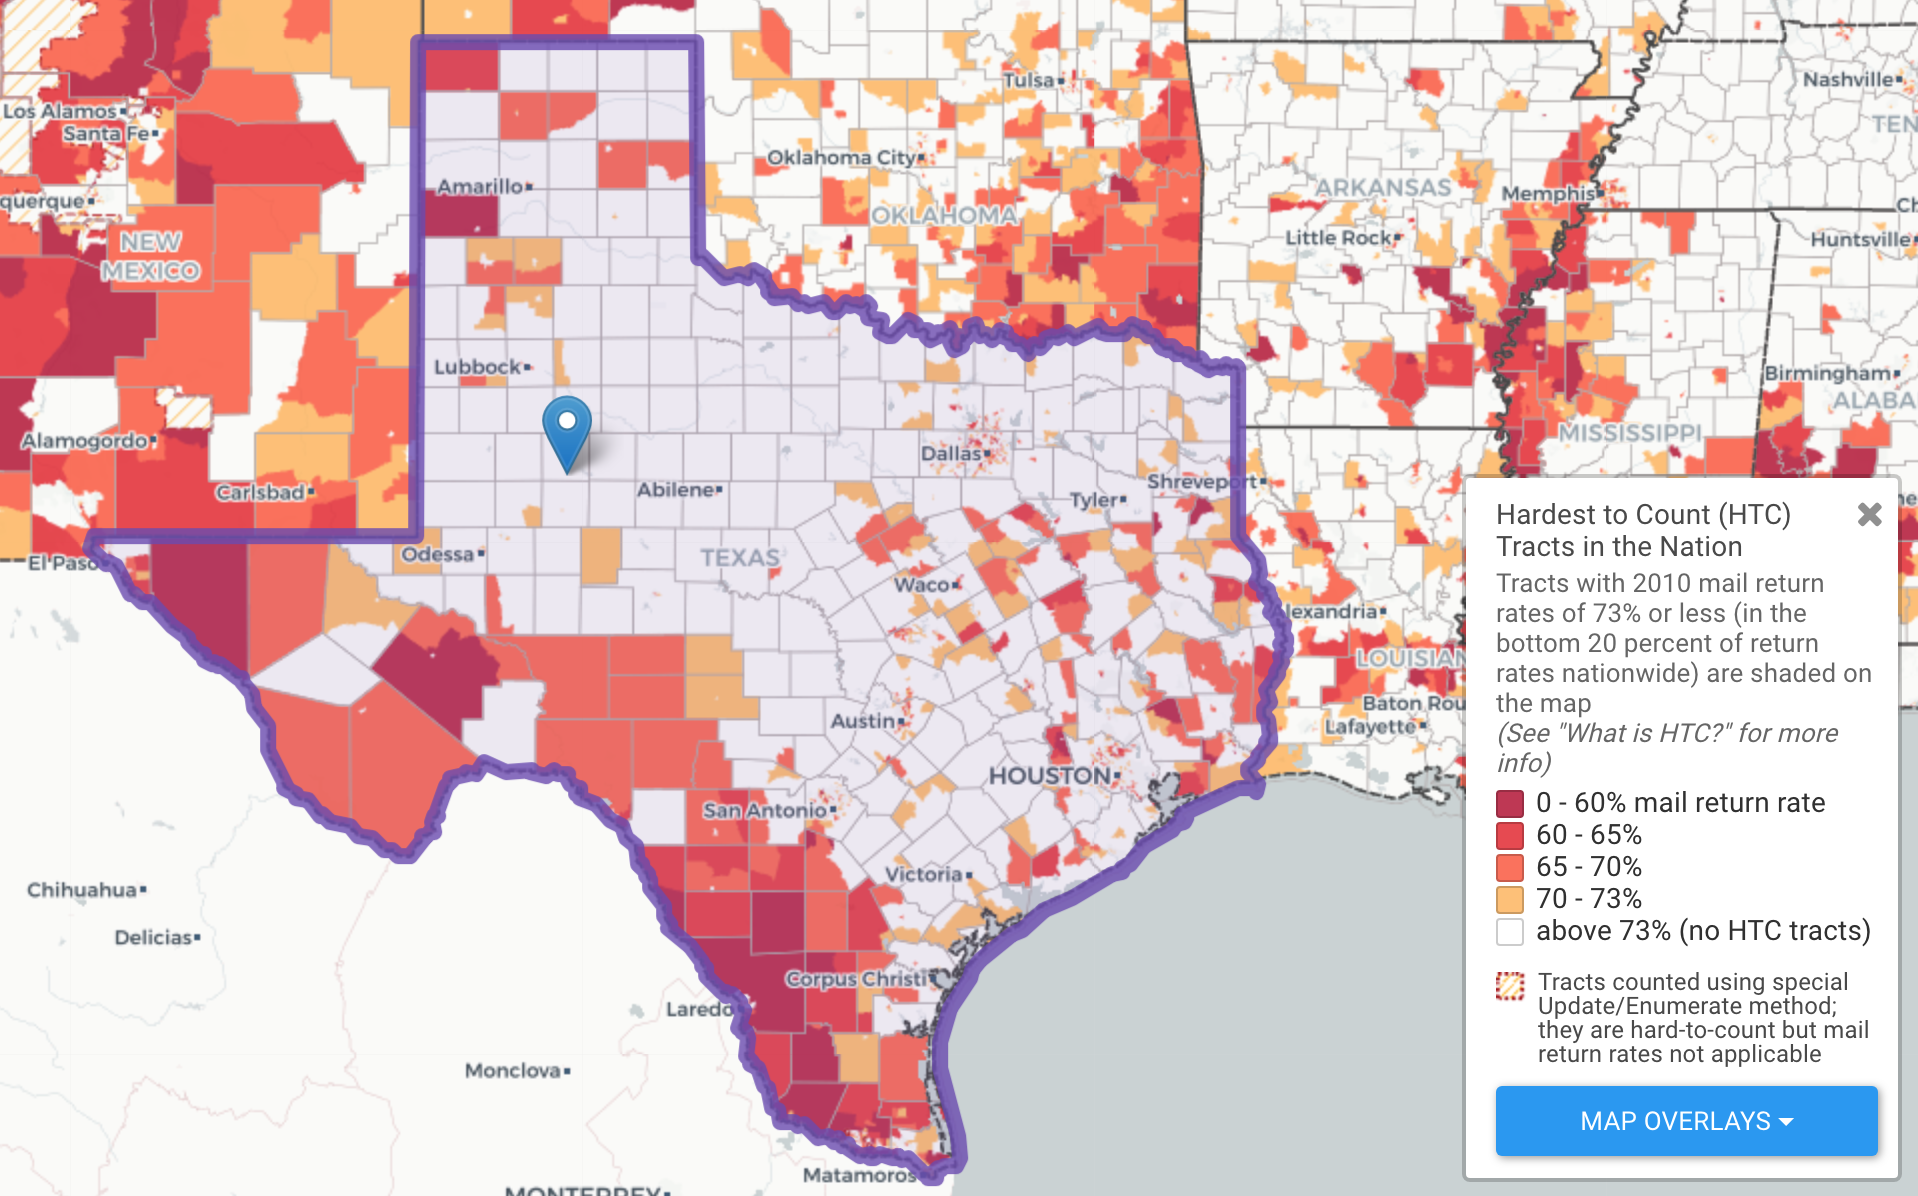 Los Alamos
Santa Fe
querque
NEW
MEXICO
Alamogordo
Carlsbad
El Paso
Amarillo
Lubbock
Odessa
Abilene
TEXAS
Tulsa
Oklahoma City
OKLAHOMA
Dallas
Tyler
Shreveport
Waco
Austin
HOUSTON
San Antonio
Victoria
Corpus Christi
Laredo
Matamoros
Chihuahua
Delicias
Monclova
MONTERREY
ARKANSAS
Little Rock
Memphis
Nashville
TEN
Ch
Huntsville
Birmingham
ALABA
MISSISSIPPI
lexandria
LOUISIAN
Baton Rou
Lafayette
Hardest to Count (HTC)
Tracts in the Nation
Tracts with 2010 mail return
rates of 73% or less (in the
bottom 20 percent of return
rates nationwide) are shaded on
the map
(See "What is HTC?" for more
info)
0 - 60% mail return rate
60 - 65%
65 - 70%
70 - 73%
above 73% (no HTC tracts)
Tracts counted using special
Update/Enumerate method;
they are hard-to-count but mail
return rates not applicable
MAP OVERLAYS